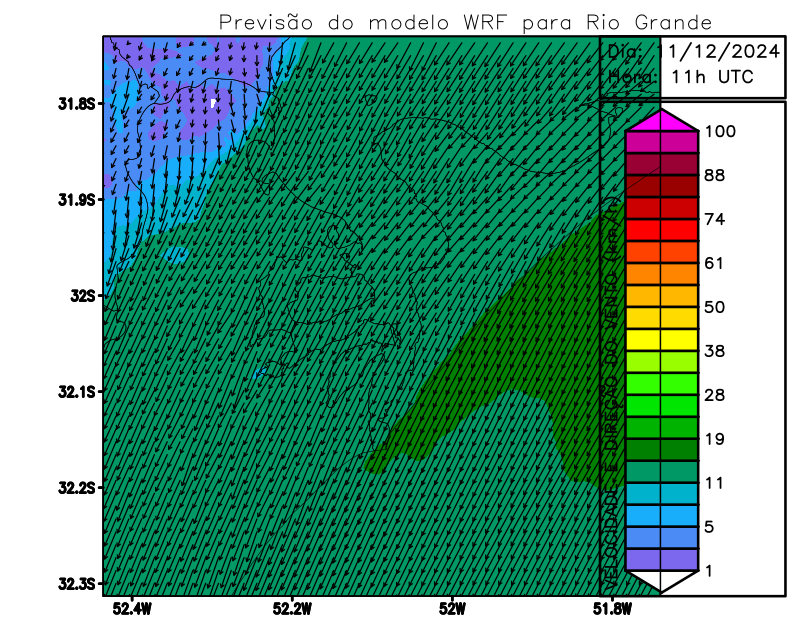 Previsão do modelo WRF para Rio Grande
Dia: 11/12/2024
Hora: 11h UTC
31.8S
31.9S
32S
32.1S
32.2S
32.3S
52.4W
52.2W
52W
51.8W
100
88
74
61
50
38
28
19
11
5
1
VELOCIDADE E DIREÇÃO DO VENTO (km/h)